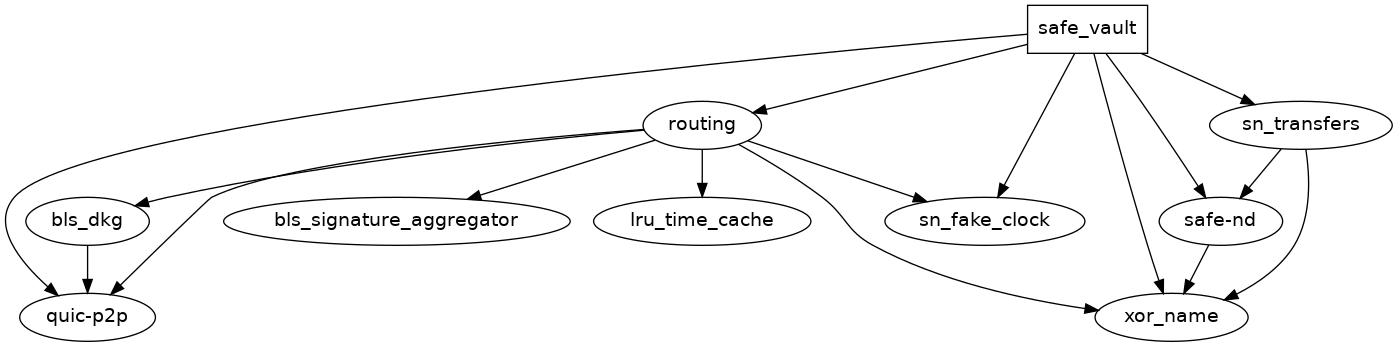 safe_vault
routing
sn_transfers
bls_dkg
bls_signature_aggregator
lru_time_cache
sn_fake_clock
safe-nd
quic-p2p
xor_name